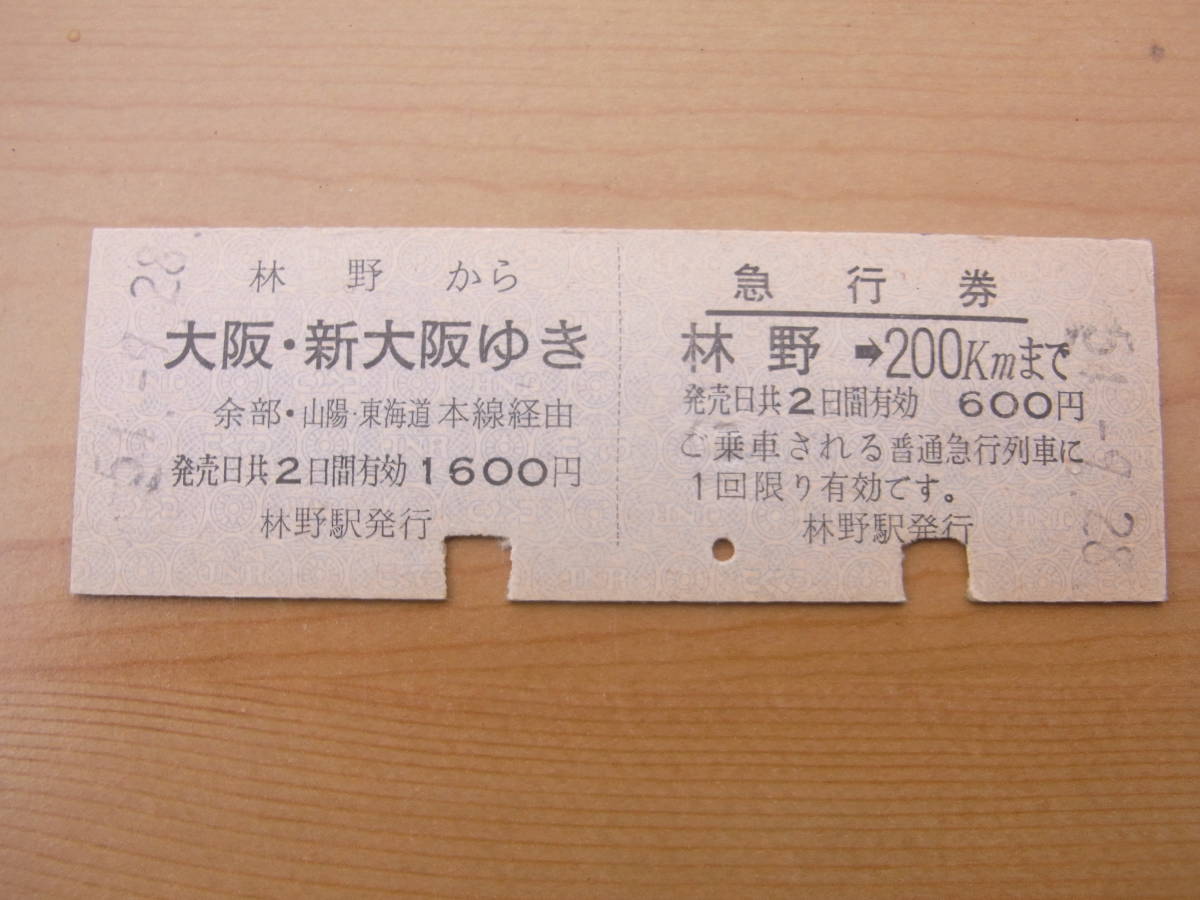 林野から
大阪・新大阪ゆき
余部・山陽・東海道本線経由
発売日共2日間有効 1600円
林野駅発行
54.-9.28
急行券
林野➡200Kmまで
発売日共2日間有効 600円
ご乗車される普通急行列車に
1回限り有効です。
林野駅発行